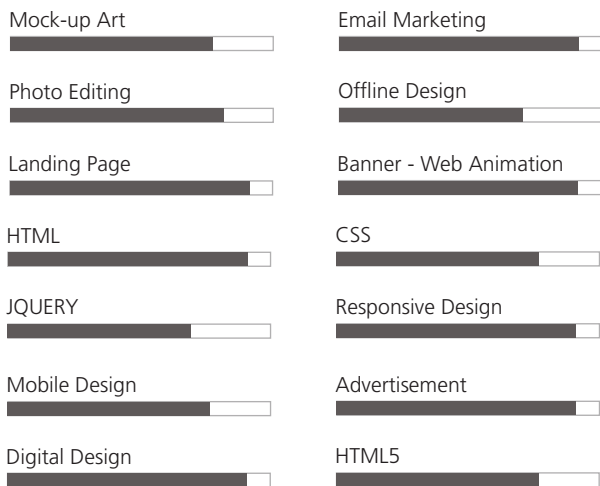 Mock-up Art
Email Marketing
Photo Editing
Offline Design
Landing Page
Banner - Web Animation
HTML
CSS
JQUERY
Responsive Design
Mobile Design
Advertisement
Digital Design
HTML5